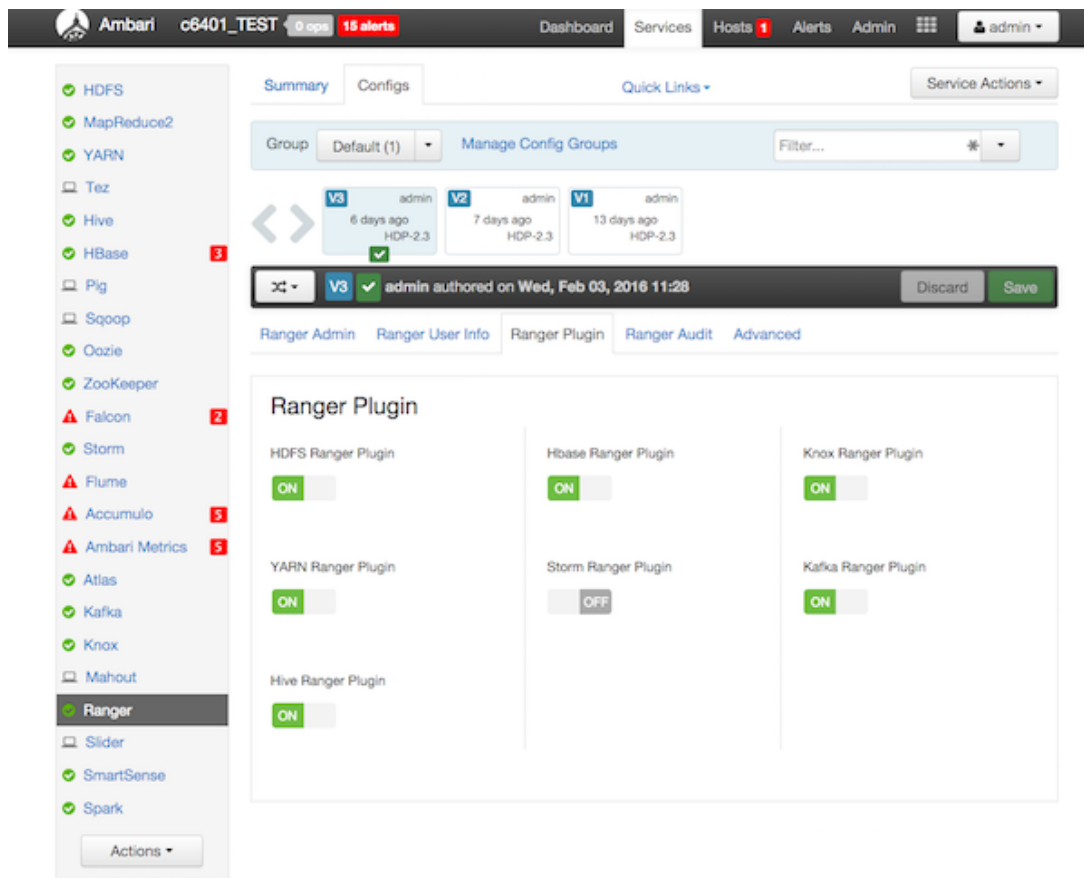 Ambari c6401_TEST 0 ops 15 alerts Dashboard Services Hosts 1 Alerts Admin admin
HDFS
MapReduce2
YARN
Tez
Hive
HBase 3
Pig
Sqoop
Oozie
ZooKeeper
Falcon 2
Storm
Flume
Accumulo 5
Ambari Metrics 5
Atlas
Kafka
Knox
Mahout
Ranger
Slider
SmartSense
Spark
Actions
Summary Configs Quick Links Service Actions
Group Default (1) Manage Config Groups Filter...
V3 admin V2 admin V1 admin
6 days ago 7 days ago 13 days ago
HDP-2.3 HDP-2.3 HDP-2.3
V3 admin authored on Wed, Feb 03, 2016 11:28 Discard Save
Ranger Admin Ranger User Info Ranger Plugin Ranger Audit Advanced
Ranger Plugin
HDFS Ranger Plugin Hbase Ranger Plugin Knox Ranger Plugin
ON ON ON
YARN Ranger Plugin Storm Ranger Plugin Kafka Ranger Plugin
ON OFF ON
Hive Ranger Plugin
ON